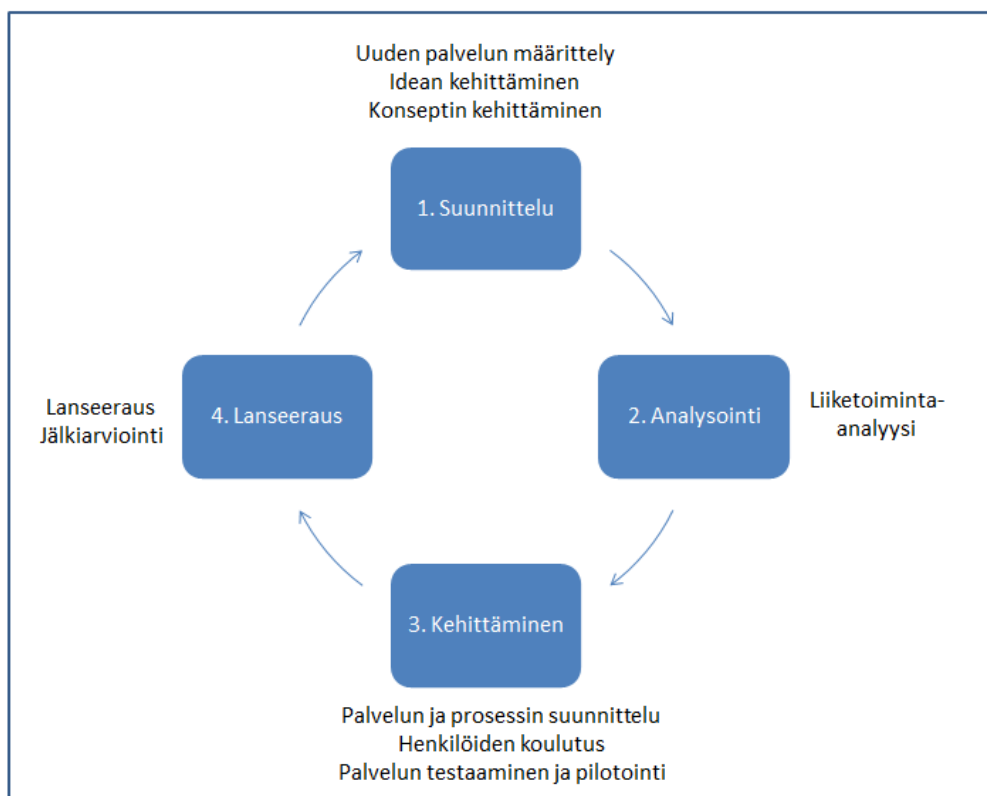 Uuden palvelun määrittely
Idean kehittäminen
Konseptin kehittäminen
1. Suunnittelu
2. Analysointi
Liiketoiminta-
analyysi
3. Kehittäminen
Palvelun ja prosessin suunnittelu
Henkilöiden koulutus
Palvelun testaaminen ja pilotointi
4. Lanseeraus
Lanseeraus
Jälkiarviointi